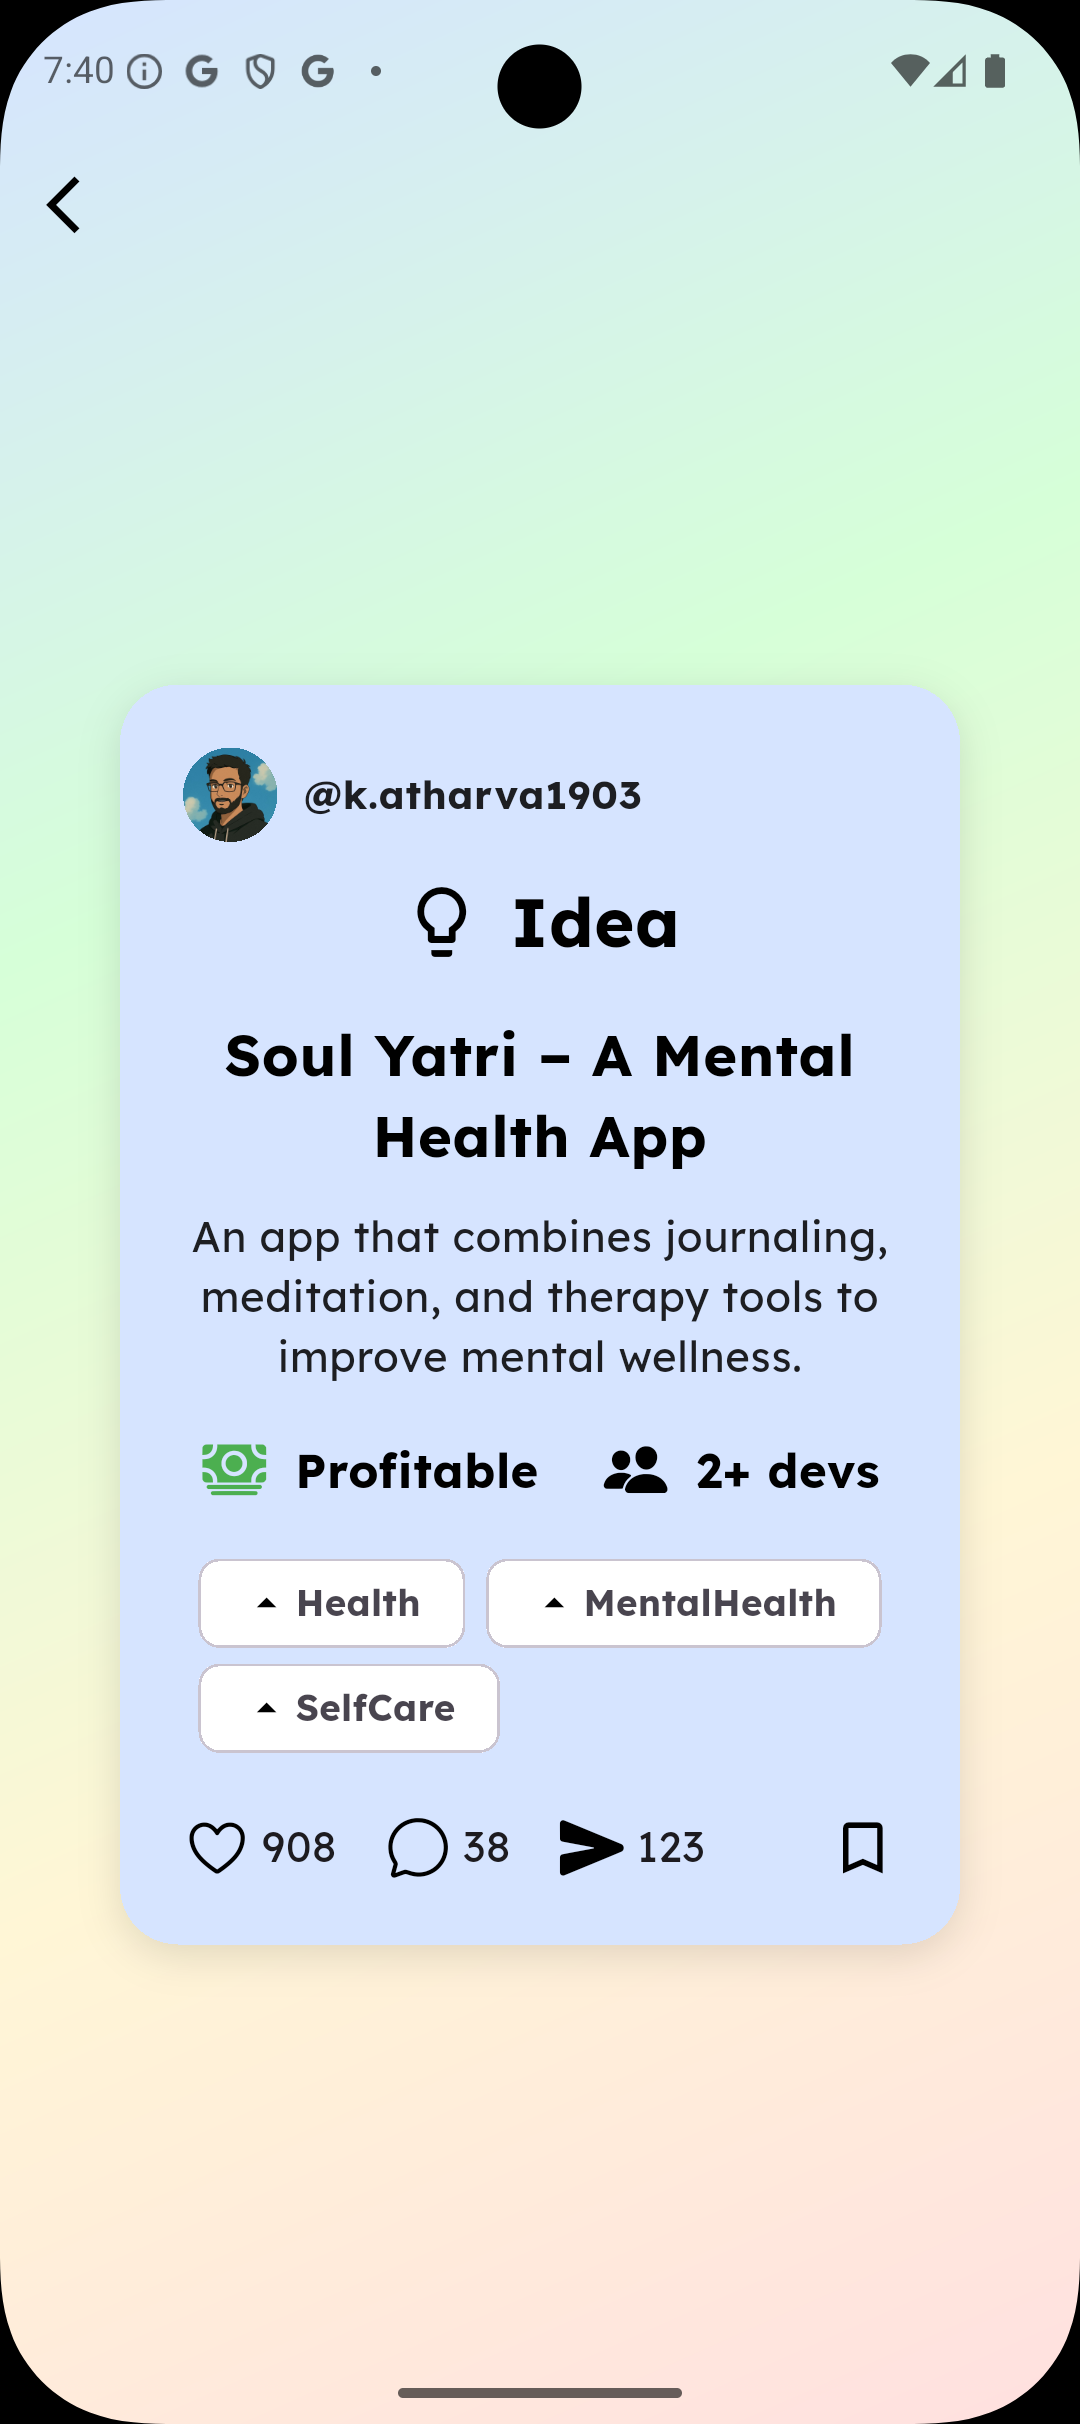 7:40
@k.atharva1903
Idea
Soul Yatri – A Mental
Health App
An app that combines journaling,
meditation, and therapy tools to
improve mental wellness.
Profitable 2+ devs
Health MentalHealth
SelfCare
908 38 123